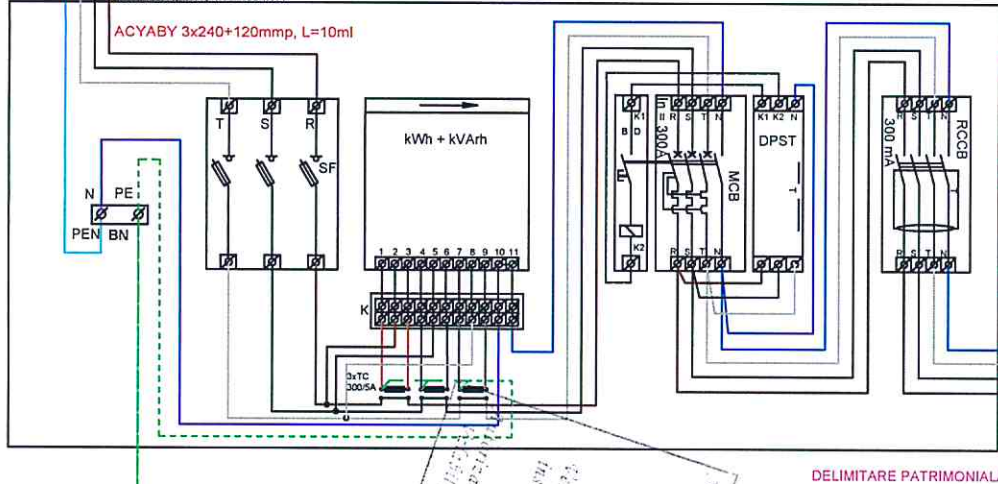 ACYABY 3x240+120mmp, L=10ml
T S R
SF
kWh + kVArh
N PE
PEN BN
1 2 3 4 5 6 7 8 9 10 11
K
3xTC
300/5A
K1
B D
K2
In
II R S T N
300A
MCB
R S T N
K1 K2 N
DPST
T
R S T N
300 mA
RCCB
T
R S T N
DELIMITARE PATRIMONIAL